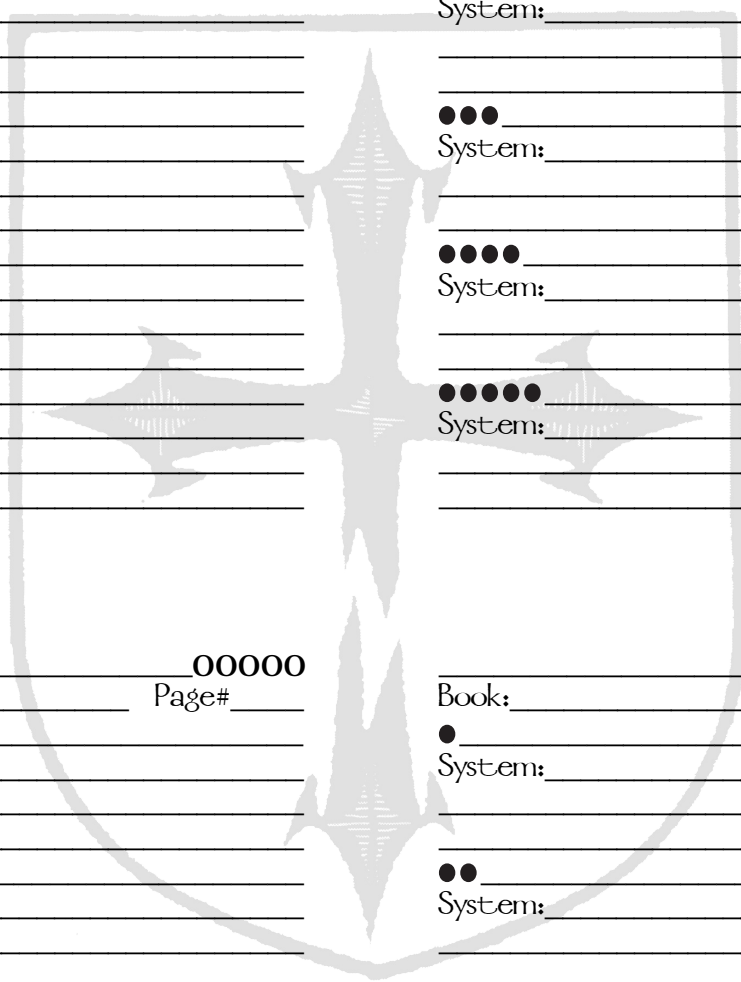 System:
●●●
System:
●●●●
System:
●●●●●
System:
OOOOO
Page#
Book:
●
System:
●●
System: